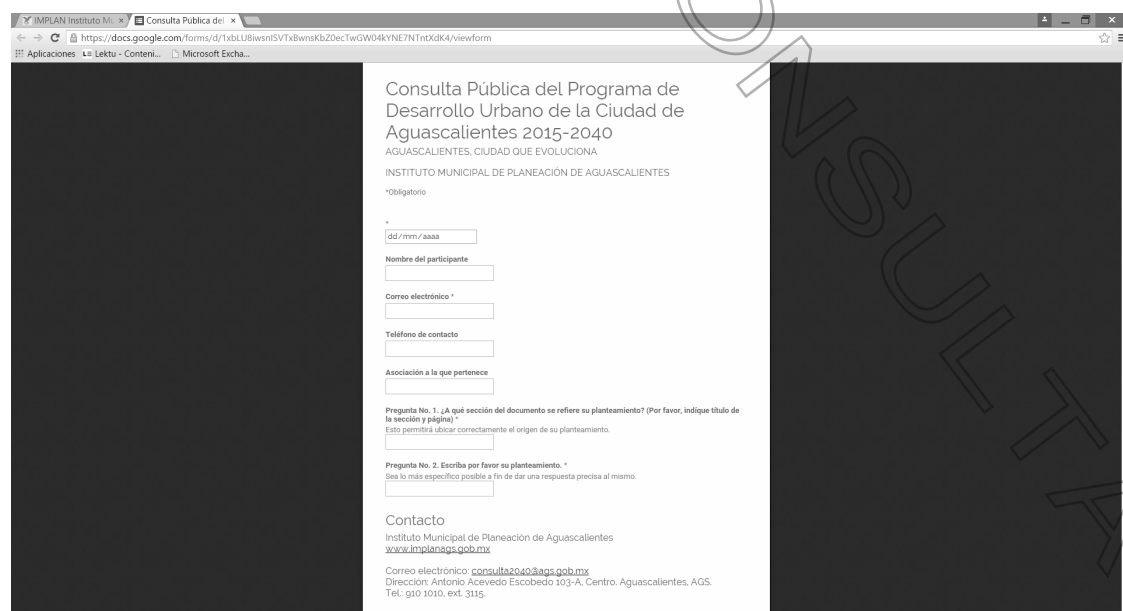 IMPLAN Instituto Mu ×
Consulta Pública del ×
https://docs.google.com/forms/d/1xbLU8iwsnISVTxBwnsKbZ0ecTwGW04kYNE7NTntXdK4/viewform
Aplicaciones LE Lektu - Conteni... Microsoft Excha...
Consulta Pública del Programa de
Desarrollo Urbano de la Ciudad de
Aguascalientes 2015-2040
AGUASCALIENTES, CIUDAD QUE EVOLUCIONA
INSTITUTO MUNICIPAL DE PLANEACIÓN DE AGUASCALIENTES
*Obligatorio
*
dd/mm/aaaa
Nombre del participante
Correo electrónico *
Teléfono de contacto
Asociación a la que pertenece
Pregunta No. 1. ¿A qué sección del documento se refiere su planteamiento? (Por favor, indíque título de
la sección y página) *
Esto permitirá ubicar correctamente el origen de su planteamiento.
Pregunta No. 2. Escriba por favor su planteamiento. *
Sea lo más específico posible a fin de dar una respuesta precisa al mismo.
Contacto
Instituto Municipal de Planeación de Aguascalientes
www.implanags.gob.mx
Correo electrónico: consulta2040@ags.gob.mx
Dirección: Antonio Acevedo Escobedo 103-A, Centro. Aguascalientes, AGS.
Tel.: 910 1010, ext. 3115.
ONSULTA